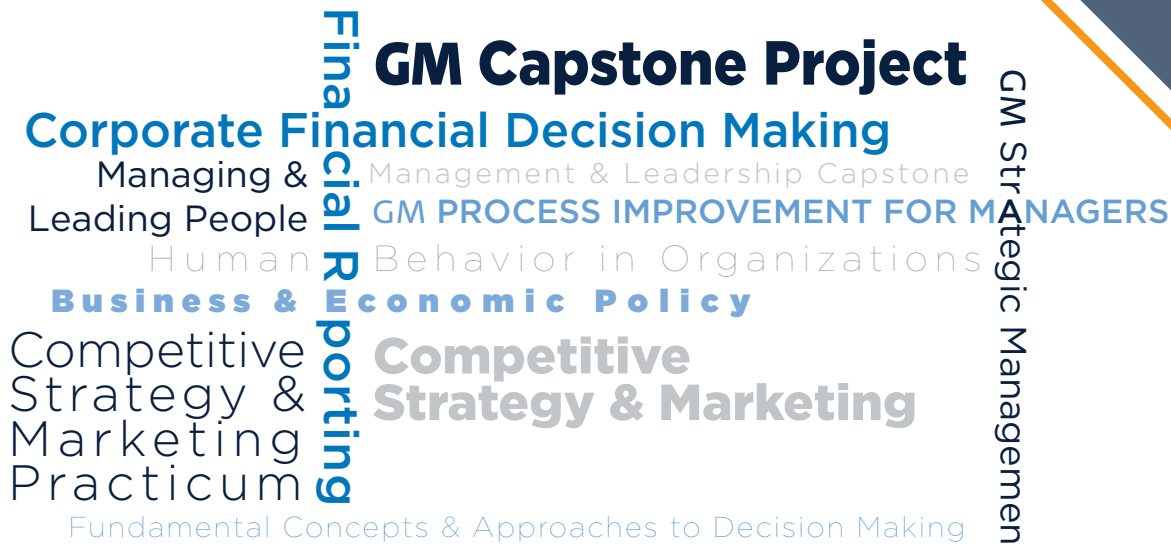 GM Capstone Project
Corporate Financial Decision Making
Managing &
Leading People
Management & Leadership Capstone
GM PROCESS IMPROVEMENT FOR MANAGERS
Human Behavior in Organizations
Business & Economic Policy
Competitive
Strategy &
Marketing
Practicum
Competitive
Strategy & Marketing
Fundamental Concepts & Approaches to Decision Making
Financial Reporting
GM Strategic Managemen